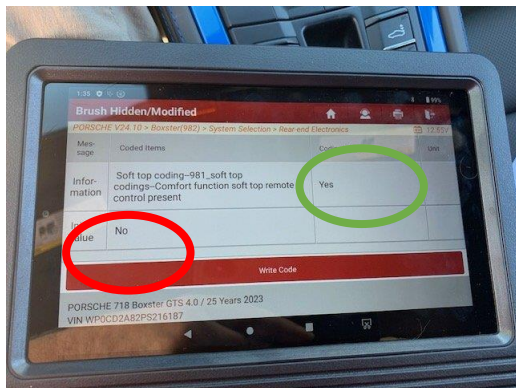 1:35
99%
Brush Hidden/Modified
PORSCHE V24.10 > Boxster(982) > System Selection > Rear-end Electronics 12.55V
Mes-
sage
Coded Items
Unit
Infor-
mation
Soft top coding--981_soft top
codings--Comfort function soft top remote
control present
Yes
value
No
Write Code
PORSCHE 718 Boxster GTS 4.0 / 25 Years 2023
VIN WP0CD2A82PS216187